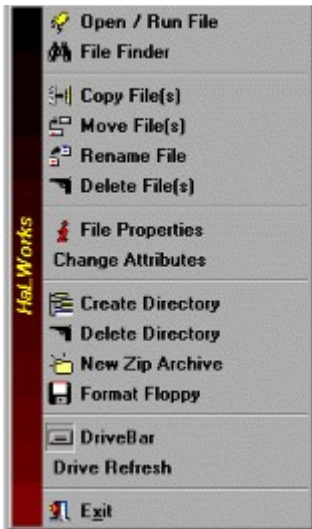 Open / Run File
File Finder
Copy File(s)
Move File(s)
Rename File
Delete File(s)
File Properties
Change Attributes
Create Directory
Delete Directory
New Zip Archive
Format Floppy
DriveBar
Drive Refresh
Exit
HaLWorks